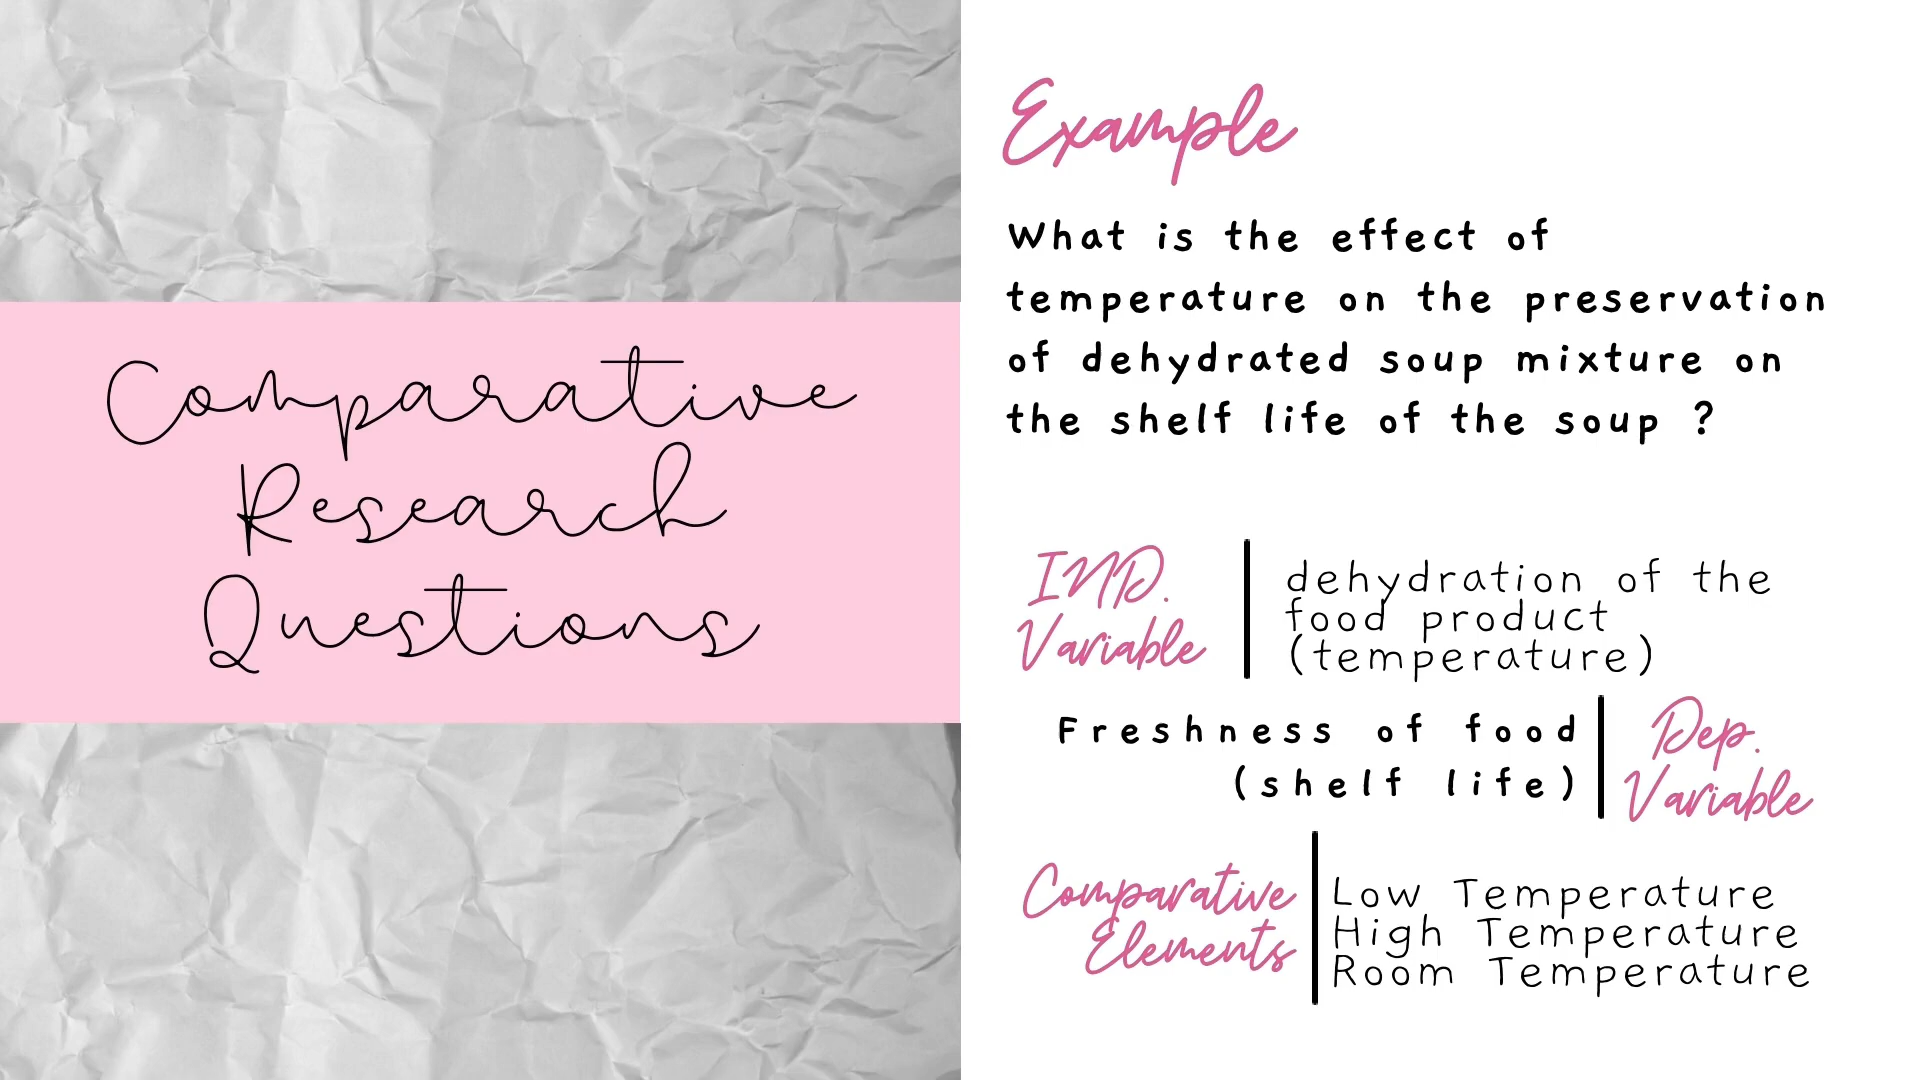 Comparative
Research
Questions
Example
What is the effect of
temperature on the preservation
of dehydrated soup mixture on
the shelf life of the soup ?
IND.
Variable
dehydration of the
food product
(temperature)
Freshness of food
(shelf life)
Dep.
Variable
Comparative
Elements
Low Temperature
High Temperature
Room Temperature